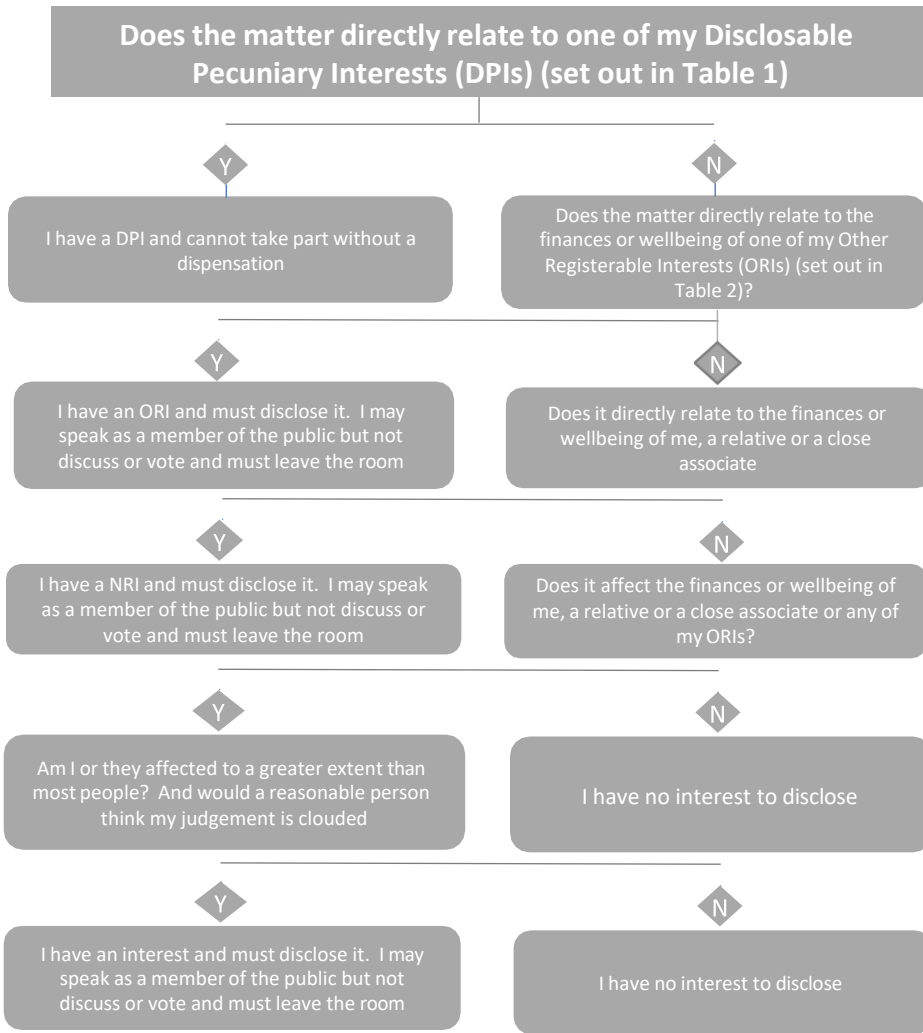 Does the matter directly relate to one of my Disclosable
Pecuniary Interests (DPIs) (set out in Table 1)
Y
N
I have a DPI and cannot take part without a
dispensation
Does the matter directly relate to the
finances or wellbeing of one of my Other
Registerable Interests (ORIs) (set out in
Table 2)?
Y
N
I have an ORI and must disclose it. I may
speak as a member of the public but not
discuss or vote and must leave the room
Does it directly relate to the finances or
wellbeing of me, a relative or a close
associate
Y
N
I have a NRI and must disclose it. I may speak
as a member of the public but not discuss or
vote and must leave the room
Does it affect the finances or wellbeing of
me, a relative or a close associate or any of
my ORIs?
Y
N
Am I or they affected to a greater extent than
most people? And would a reasonable person
think my judgement is clouded
I have no interest to disclose
Y
N
I have an interest and must disclose it. I may
speak as a member of the public but not
discuss or vote and must leave the room
I have no interest to disclose